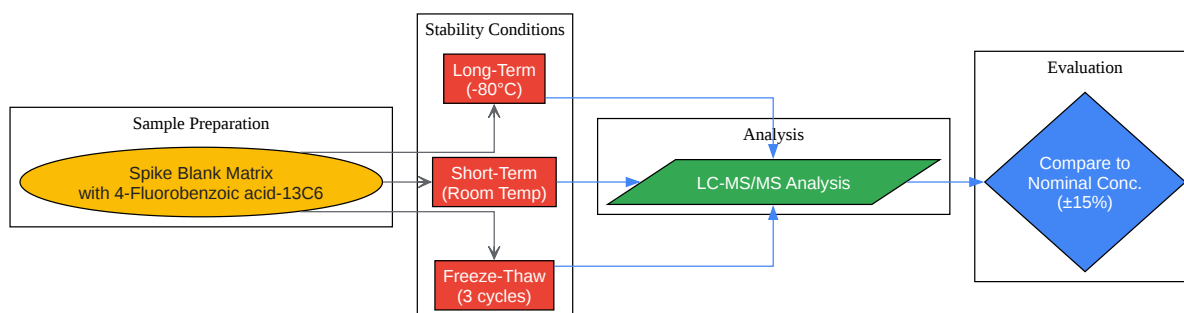 Sample Preparation
Spike Blank Matrix
with 4-Fluorobenzoic acid-13C6
Stability Conditions
Long-Term
(-80°C)
Short-Term
(Room Temp)
Freeze-Thaw
(3 cycles)
Analysis
LC-MS/MS Analysis
Evaluation
Compare to
Nominal Conc.
(±15%)